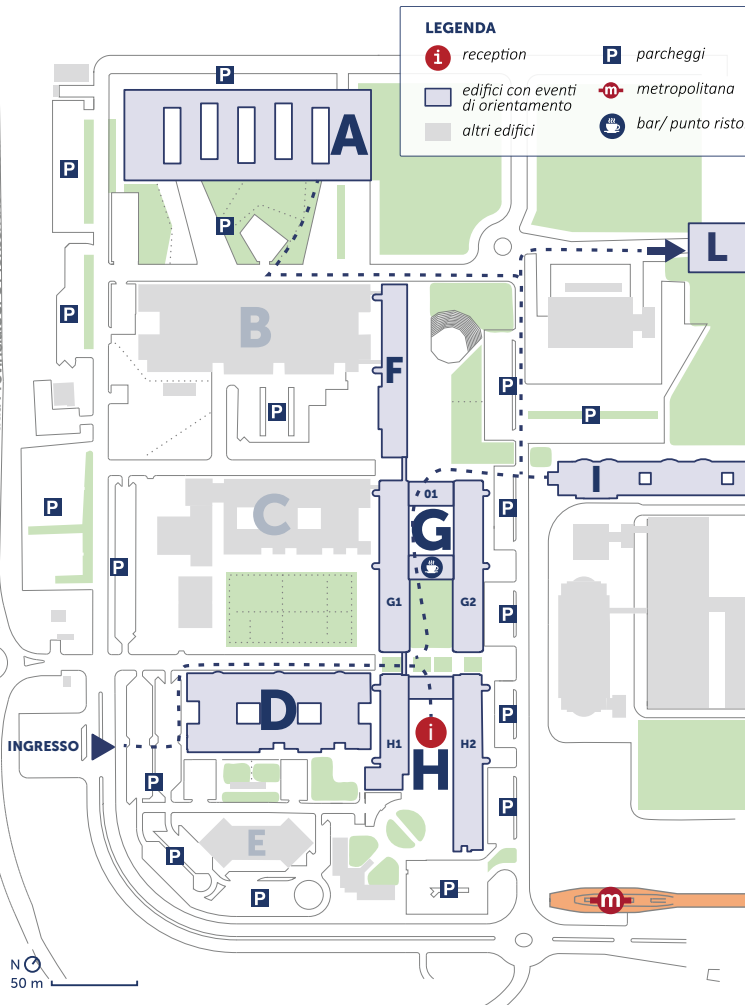 LEGENDA
i
reception
P
parcheggi
edifici con eventi
di orientamento
m
metropolitana
altri edifici
bar/ punto risto
P
A
P
P
L
P
B
F
P
P
P
I
01
C
G
P
P
P
G1
G2
P
D
P
i
INGRESSO
H1
H2
H
P
P
E
P
P
P
m
N
50 m